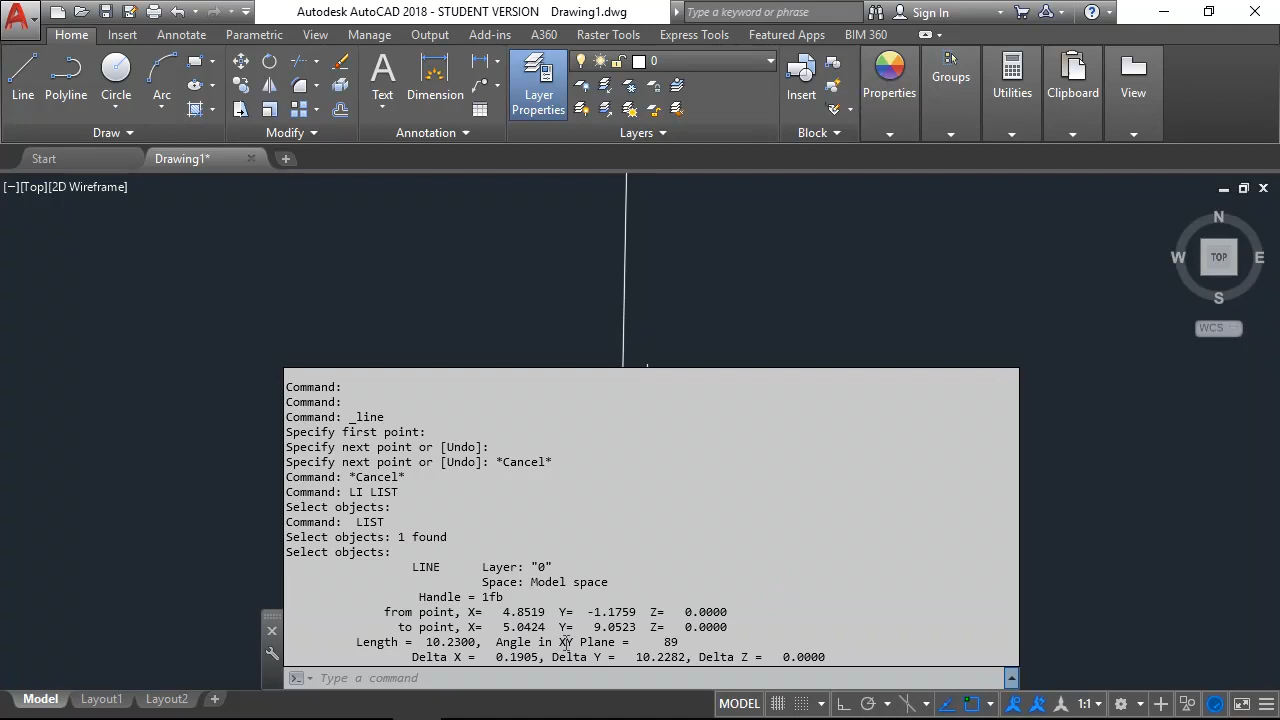 Autodesk AutoCAD 2018 - STUDENT VERSION Drawing1.dwg
Type a keyword or phrase
Sign In
Home Insert Annotate Parametric View Manage Output Add-ins A360 Raster Tools Express Tools Featured Apps BIM 360
Line Polyline Circle Arc
Text Dimension
Layer Properties
0
Insert
Properties Groups Utilities Clipboard View
Draw Modify Annotation Layers Block
Start Drawing1*
[−][Top][2D Wireframe]
N
W TOP E
S
WCS
Command:
Command:
Command: _line
Specify first point:
Specify next point or [Undo]:
Specify next point or [Undo]: *Cancel*
Command: *Cancel*
Command: LI LIST
Select objects:
Command: LIST
Select objects: 1 found
Select objects:
LINE Layer: "0"
Space: Model space
Handle = 1fb
from point, X= 4.8519 Y= -1.1759 Z= 0.0000
to point, X= 5.0424 Y= 9.0523 Z= 0.0000
Length = 10.2300, Angle in XY Plane = 89
Delta X = 0.1905, Delta Y = 10.2282, Delta Z = 0.0000
Type a command
Model Layout1 Layout2
MODEL 1:1